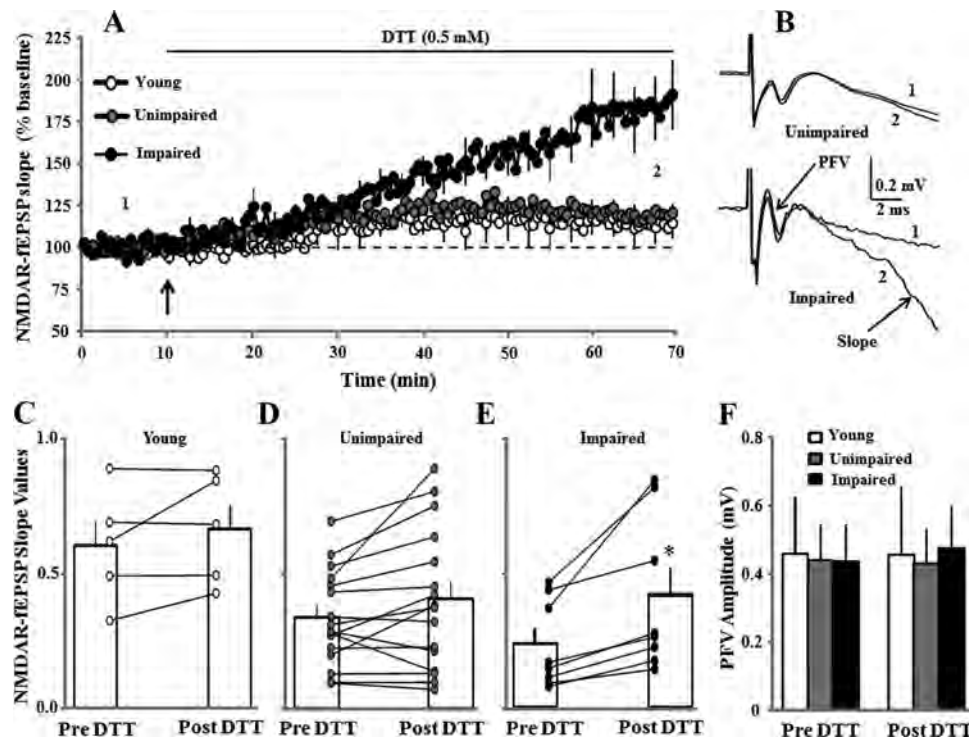 A
DTT (0.5 mM)
NMDAR-fEPSPslope (% baseline)
225
200
175
150
125
100
75
50
Young
Unimpaired
Impaired
1
2
0
10
20
30
40
50
60
70
Time (min)
B
1
2
Unimpaired
PFV
0.2 mV
2 ms
1
2
Impaired
Slope
C
NMDAR-fEPSPSlope Values
1.0
0.5
0.0
Young
Pre DTT
Post DTT
D
Unimpaired
Pre DTT
Post DTT
E
Impaired
*
Pre DTT
Post DTT
F
PFV Amplitude (mV)
0.8
0.6
0.4
0.2
0
Young
Unimpaired
Impaired
Pre DTT
Post DTT